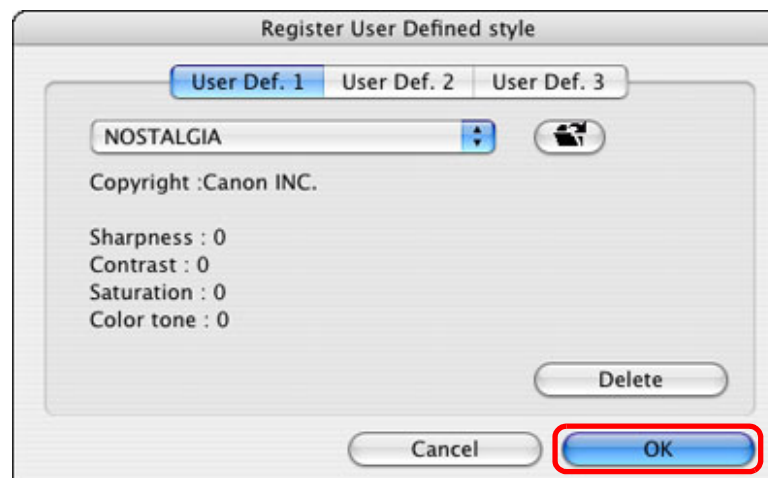 Register User Defined style
User Def. 1 User Def. 2 User Def. 3
NOSTALGIA
Copyright :Canon INC.
Sharpness : 0
Contrast : 0
Saturation : 0
Color tone : 0
Delete
Cancel OK